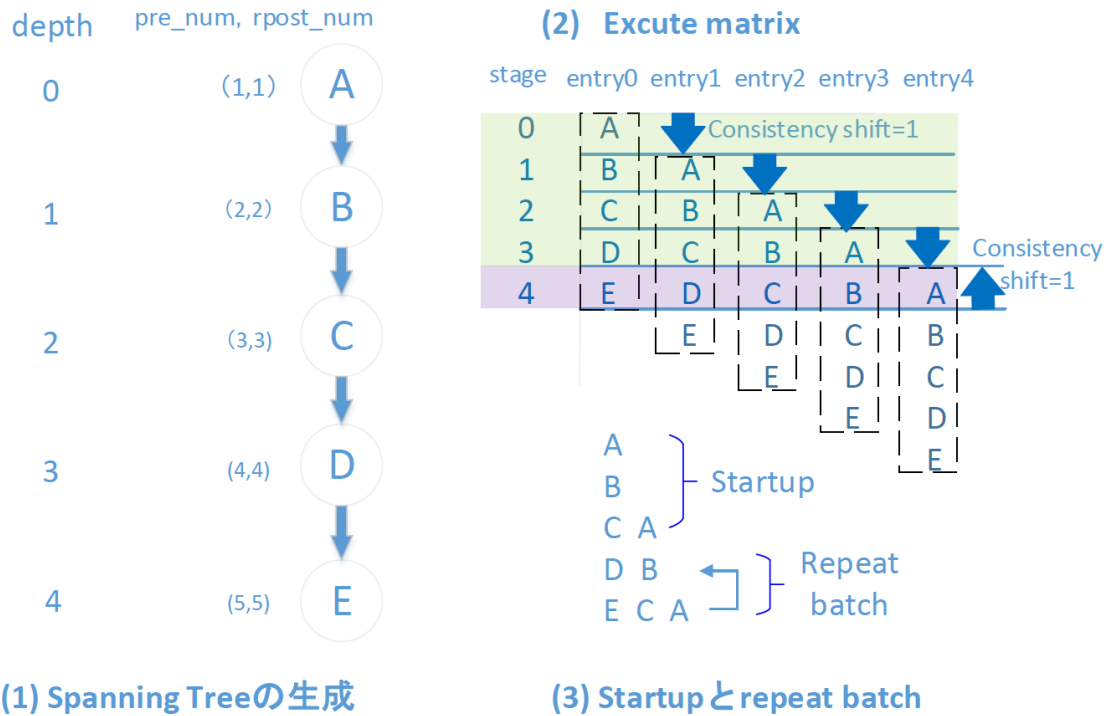 depth pre_num, rpost_num
0 (1,1) A
1 (2,2) B
2 (3,3) C
3 (4,4) D
4 (5,5) E
(1) Spanning Treeの生成
(2) Excute matrix
stage entry0 entry1 entry2 entry3 entry4
0 A Consistency shift=1
1 B A
2 C B A
3 D C B A
Consistency
shift=1
4 E D C B A
E D C B
E D C
E D
E
A
B
C A
Startup
D B
E C A
Repeat
batch
(3) Startupとrepeat batch